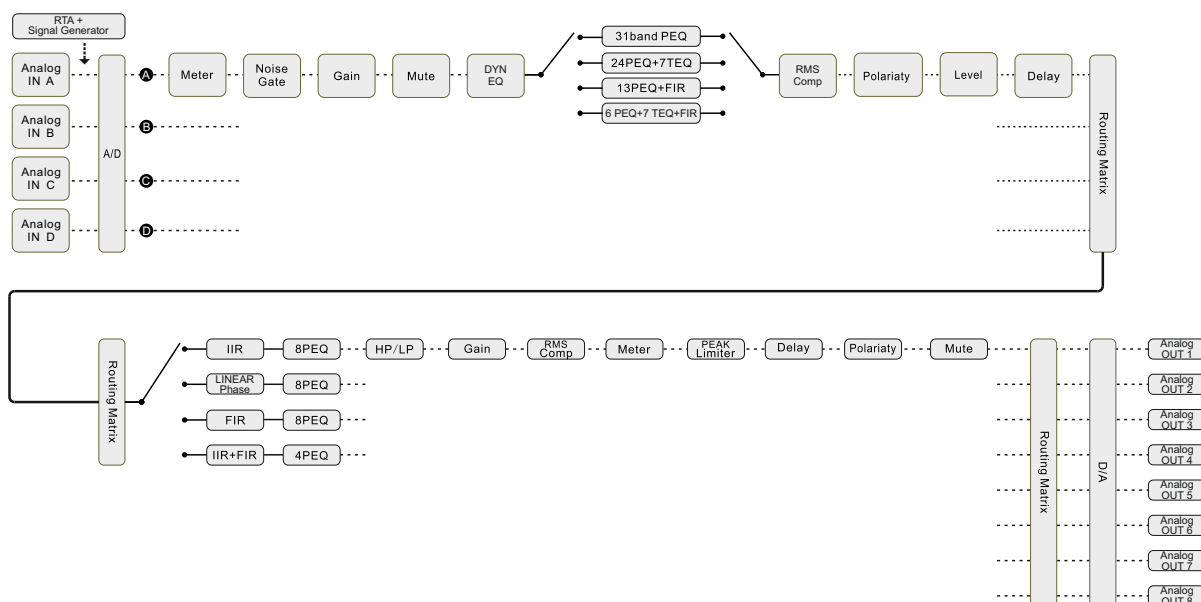 RTA +
Signal Generator
Analog
IN A
Analog
IN B
Analog
IN C
Analog
IN D
A/D
A
B
C
D
Meter
Noise
Gate
Gain
Mute
DYN
EQ
31band PEQ
24PEQ+7TEQ
13PEQ+FIR
6 PEQ+7 TEQ+FIR
RMS
Comp
Polariaty
Level
Delay
Routing Matrix
Routing Matrix
IIR
8PEQ
LINEAR
Phase
8PEQ
FIR
8PEQ
IIR+FIR
4PEQ
HP/LP
Gain
RMS
Comp
Meter
PEAK
Limiter
Delay
Polariaty
Mute
Routing Matrix
D/A
Analog
OUT 1
Analog
OUT 2
Analog
OUT 3
Analog
OUT 4
Analog
OUT 5
Analog
OUT 6
Analog
OUT 7
Analog
OUT 8